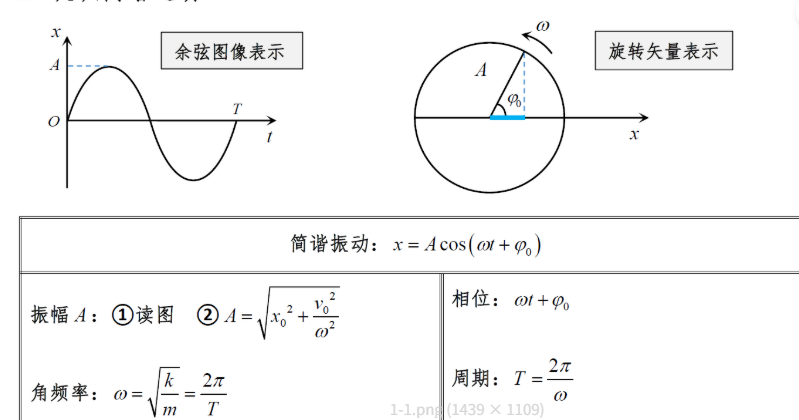 x
A
O
T
t
余弦图像表示
ω
A
φ₀
x
旋转矢量表示
简谐振动：x = A cos(ωt + φ₀)
振幅 A：①读图 ② A = √(x₀² + v₀²/ω²)
相位：ωt + φ₀
角频率：ω = √(k/m) = 2π/T
周期：T = 2π/ω
1-1.png (1439 × 1109)